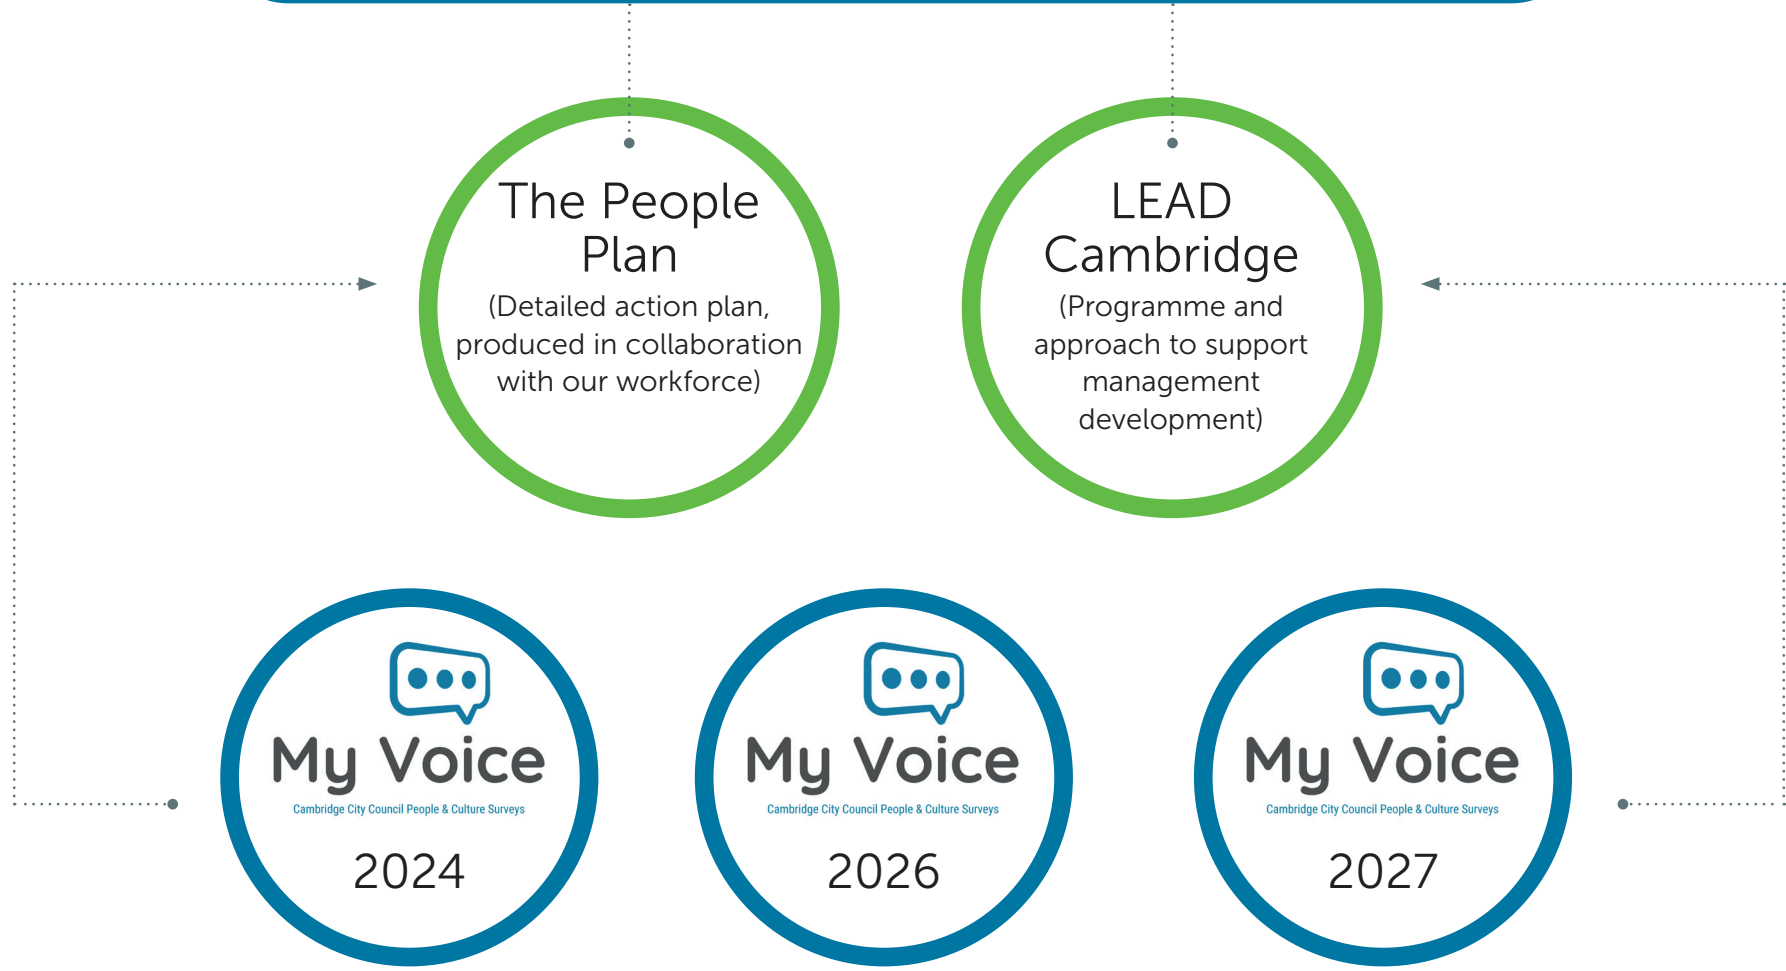 The People
Plan
(Detailed action plan,
produced in collaboration
with our workforce)
LEAD
Cambridge
(Programme and
approach to support
management
development)
My Voice
Cambridge City Council People & Culture Surveys
2024
My Voice
Cambridge City Council People & Culture Surveys
2026
My Voice
Cambridge City Council People & Culture Surveys
2027